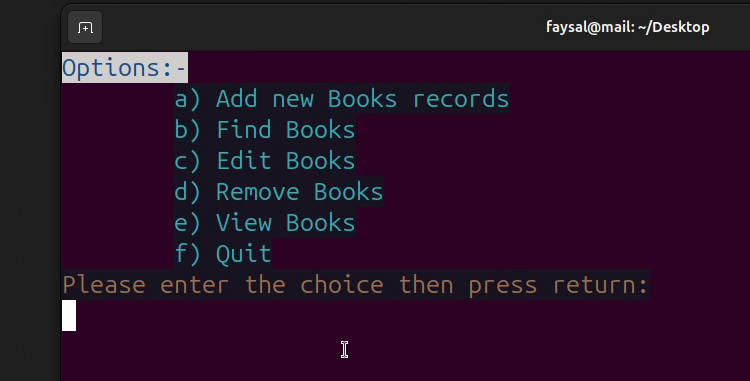 faysal@mail: ~/Desktop
Options:-
a) Add new Books records
b) Find Books
c) Edit Books
d) Remove Books
e) View Books
f) Quit
Please enter the choice then press return: